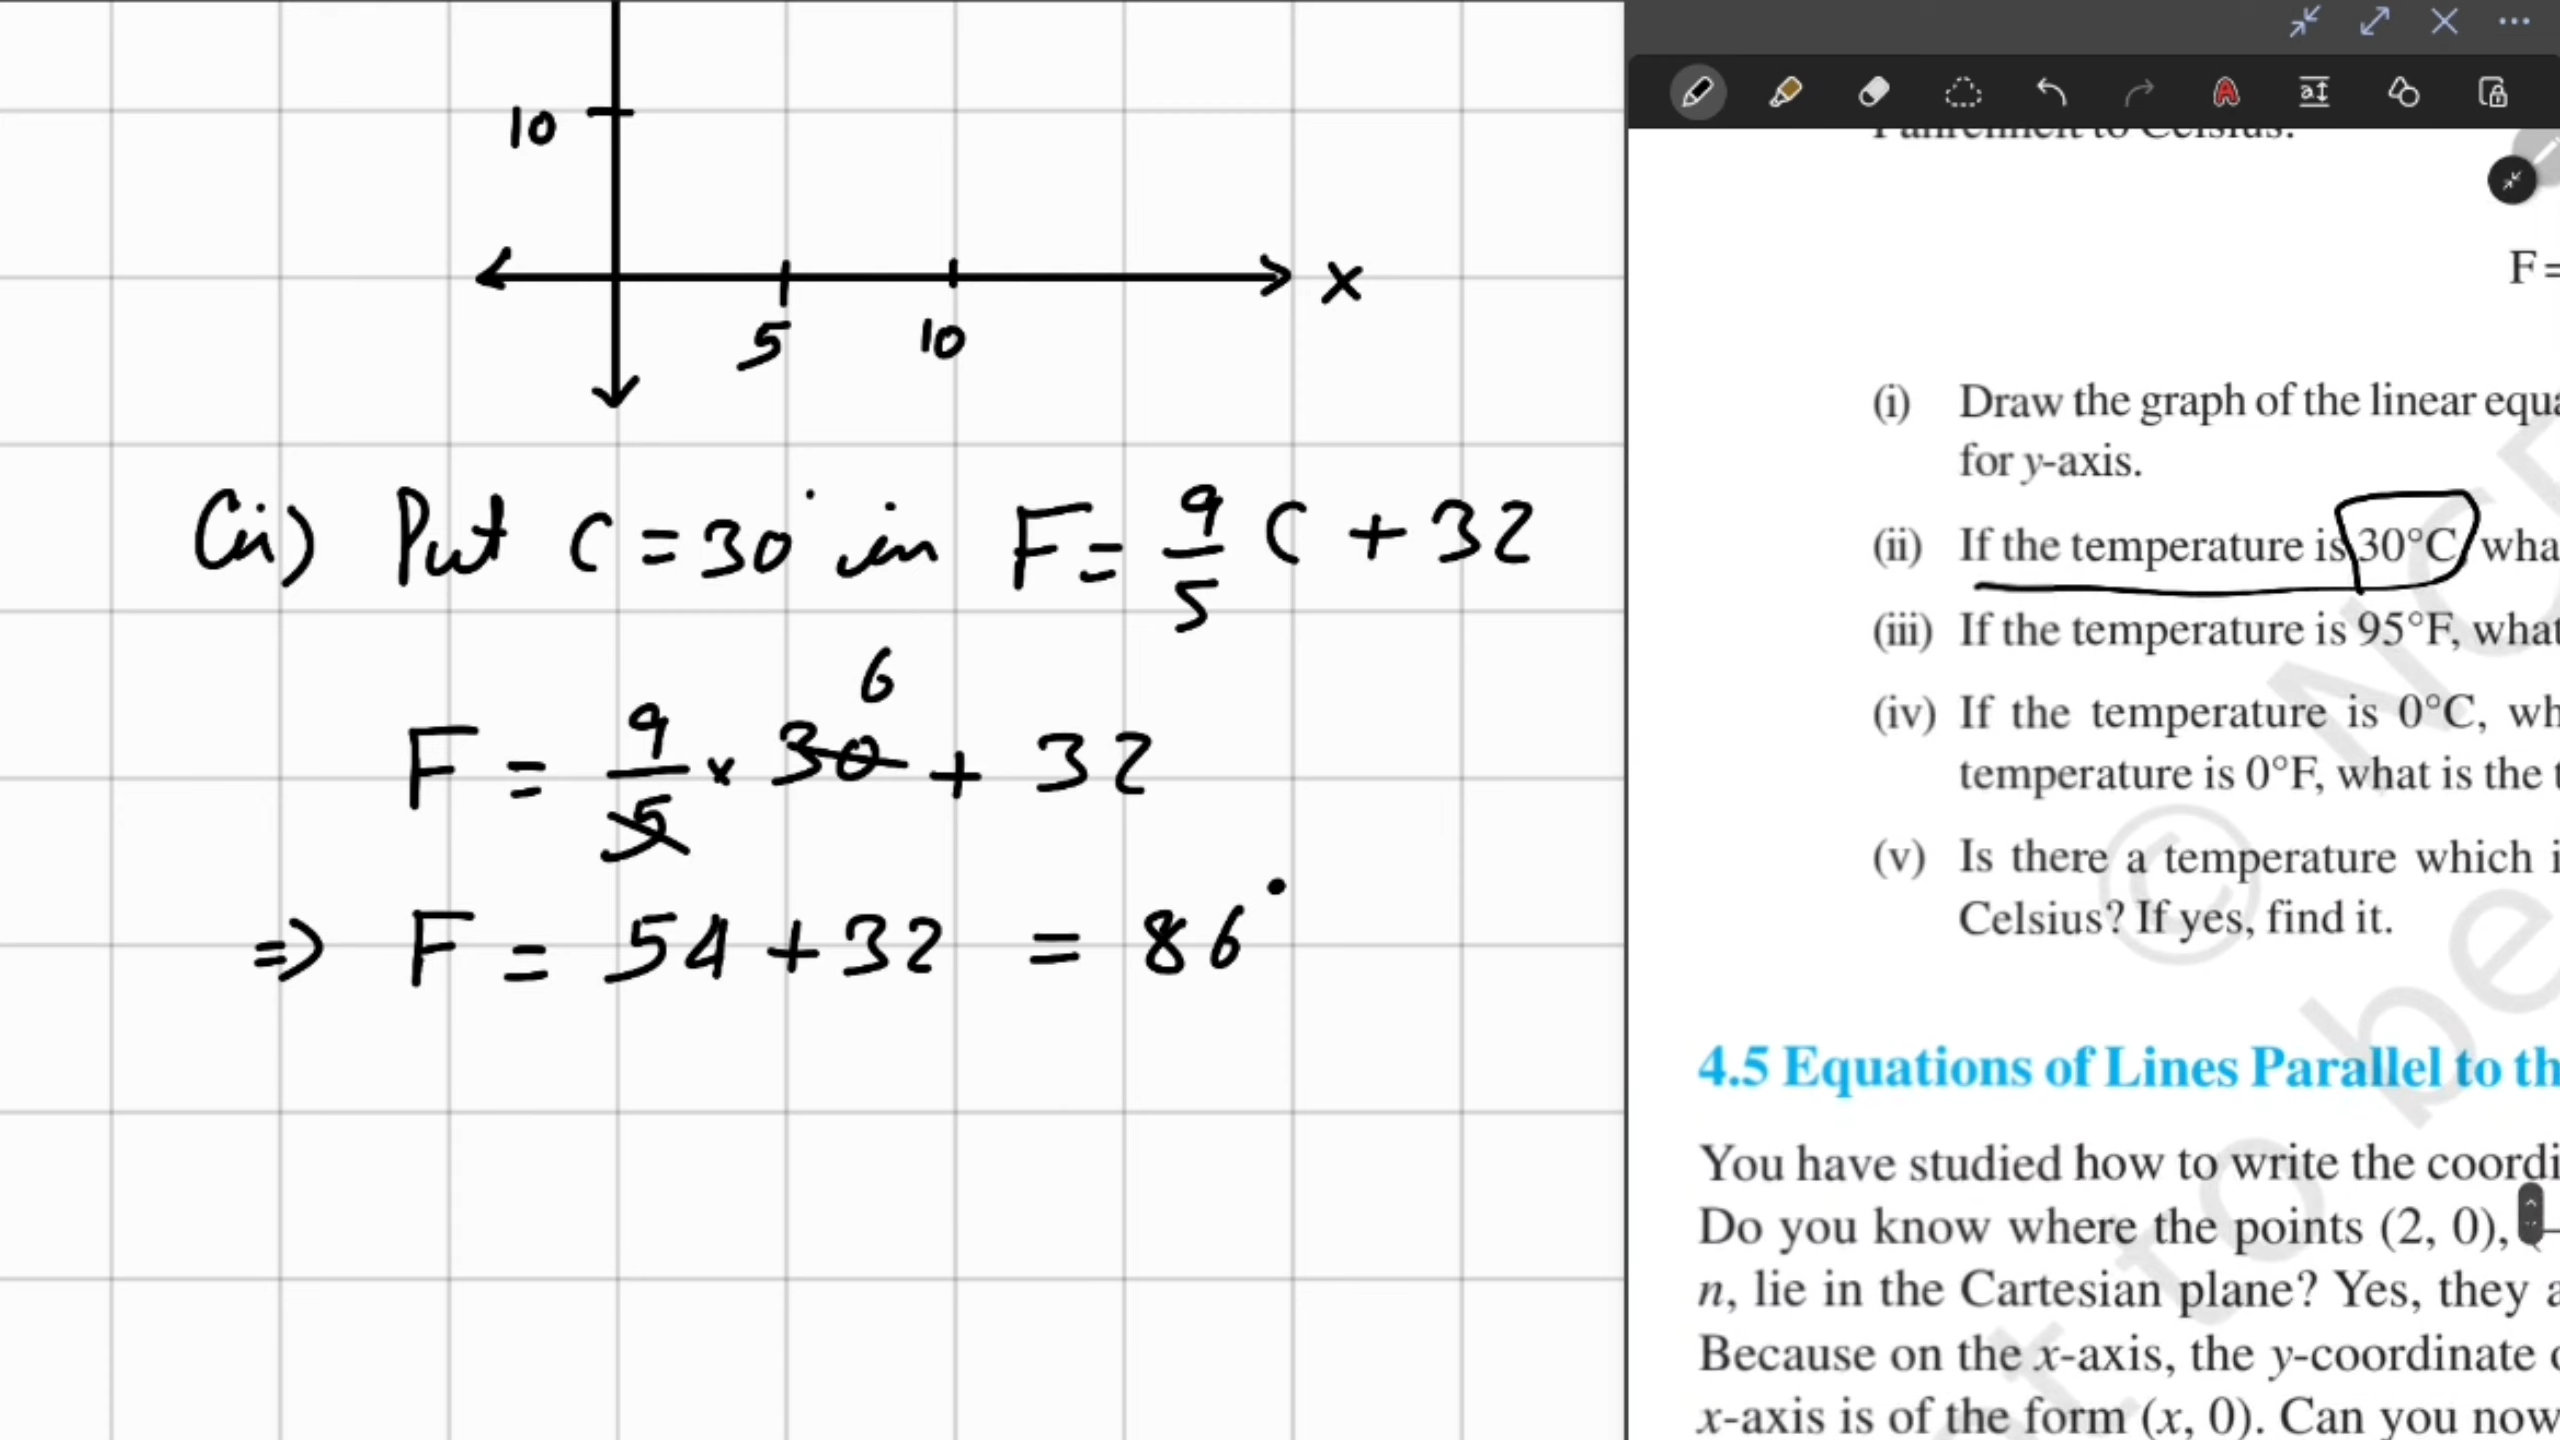 10
x
5 10
(ii) Put C = 30° in F = 9/5 C + 32
F = 9/5 × 30 + 32
6
⇒ F = 54 + 32 = 86°
Fahrenheit to Celsius.
F =
(i) Draw the graph of the linear equa
for y-axis.
(ii) If the temperature is 30°C, wha
(iii) If the temperature is 95°F, what
(iv) If the temperature is 0°C, wh
temperature is 0°F, what is the t
(v) Is there a temperature which i
Celsius? If yes, find it.
4.5 Equations of Lines Parallel to th
You have studied how to write the coordi
Do you know where the points (2, 0), (–
n, lie in the Cartesian plane? Yes, they a
Because on the x-axis, the y-coordinate o
x-axis is of the form (x, 0). Can you now